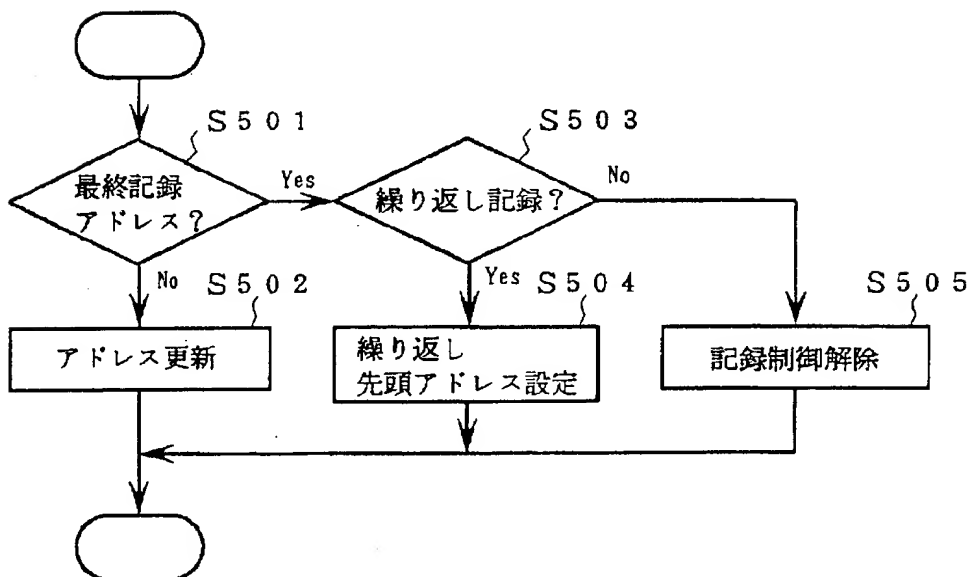 S501
最終記録
アドレス?
Yes
S503
繰り返し記録?
No
No
S502
アドレス更新
Yes
S504
繰り返し
先頭アドレス設定
S505
記録制御解除